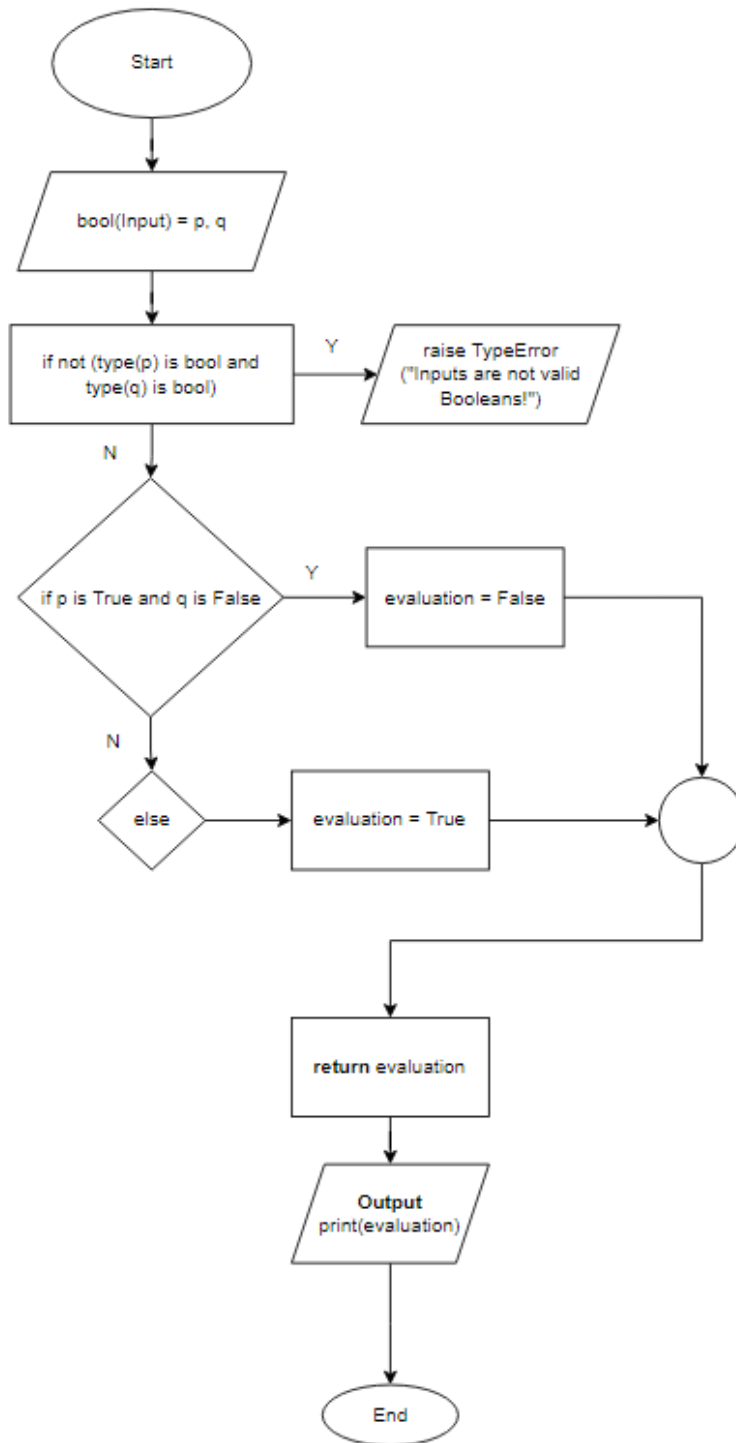 Start
bool(Input) = p, q
if not (type(p) is bool and
type(q) is bool)
Y
raise TypeError
("Inputs are not valid
Booleans!")
N
if p is True and q is False
Y
evaluation = False
N
else
evaluation = True
return evaluation
Output
print(evaluation)
End